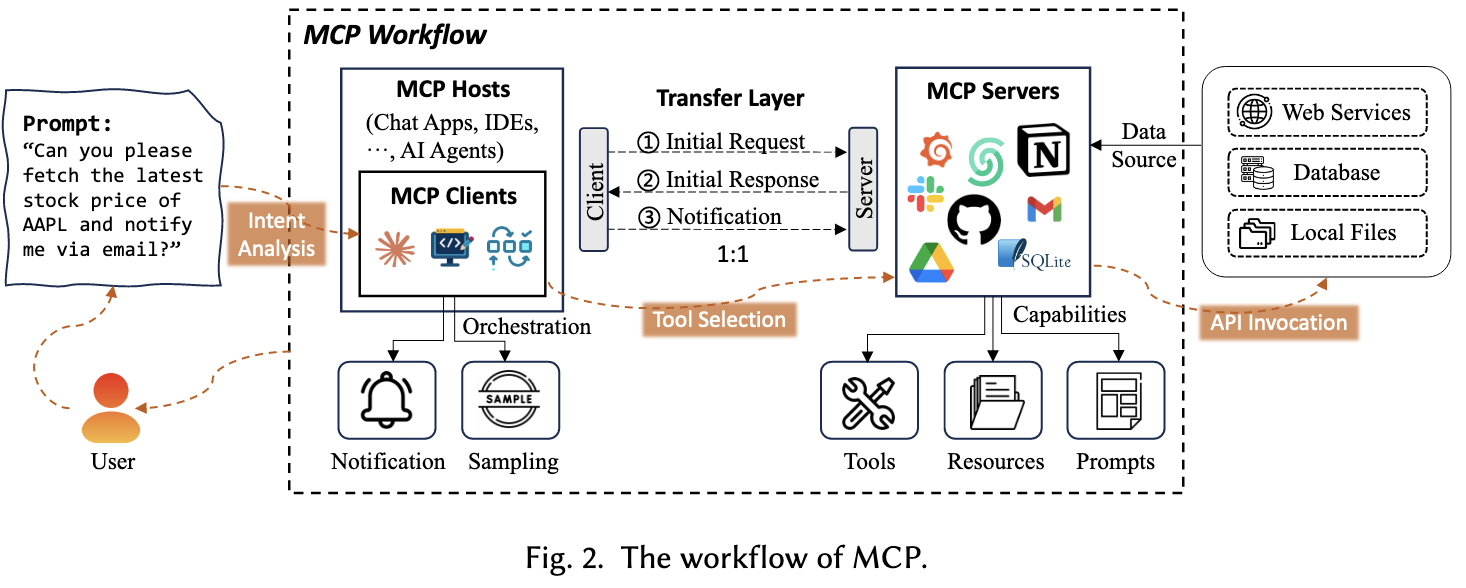 MCP Workflow
Prompt:
“Can you please
fetch the latest
stock price of
AAPL and notify
me via email?”
User
Intent
Analysis
MCP Hosts
(Chat Apps, IDEs,
⋯, AI Agents)
MCP Clients
</>
Orchestration
Notification
SAMPLE
Sampling
Transfer Layer
Client
① Initial Request
② Initial Response
③ Notification
1:1
Server
Tool Selection
MCP Servers
N
SQLite
Capabilities
Tools
Resources
Prompts
Data
Source
API Invocation
Web Services
Database
Local Files
Fig. 2. The workflow of MCP.